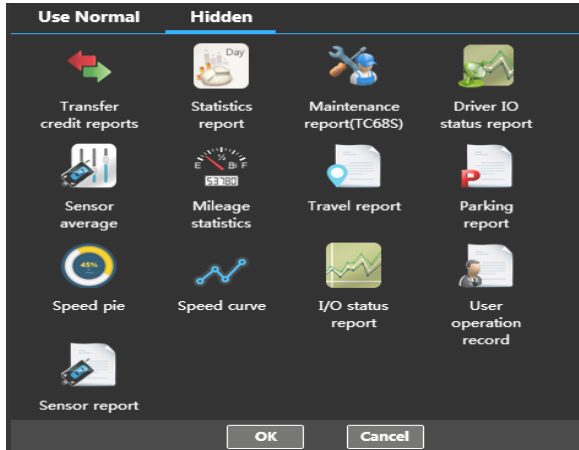 Use Normal Hidden
Day
Transfer credit reports
Statistics report
Maintenance report(TC68S)
Driver IO status report
E ½ F
53780
Sensor average
Mileage statistics
Travel report
P
Parking report
45%
Speed pie
Speed curve
I/O status report
User operation record
Sensor report
OK Cancel